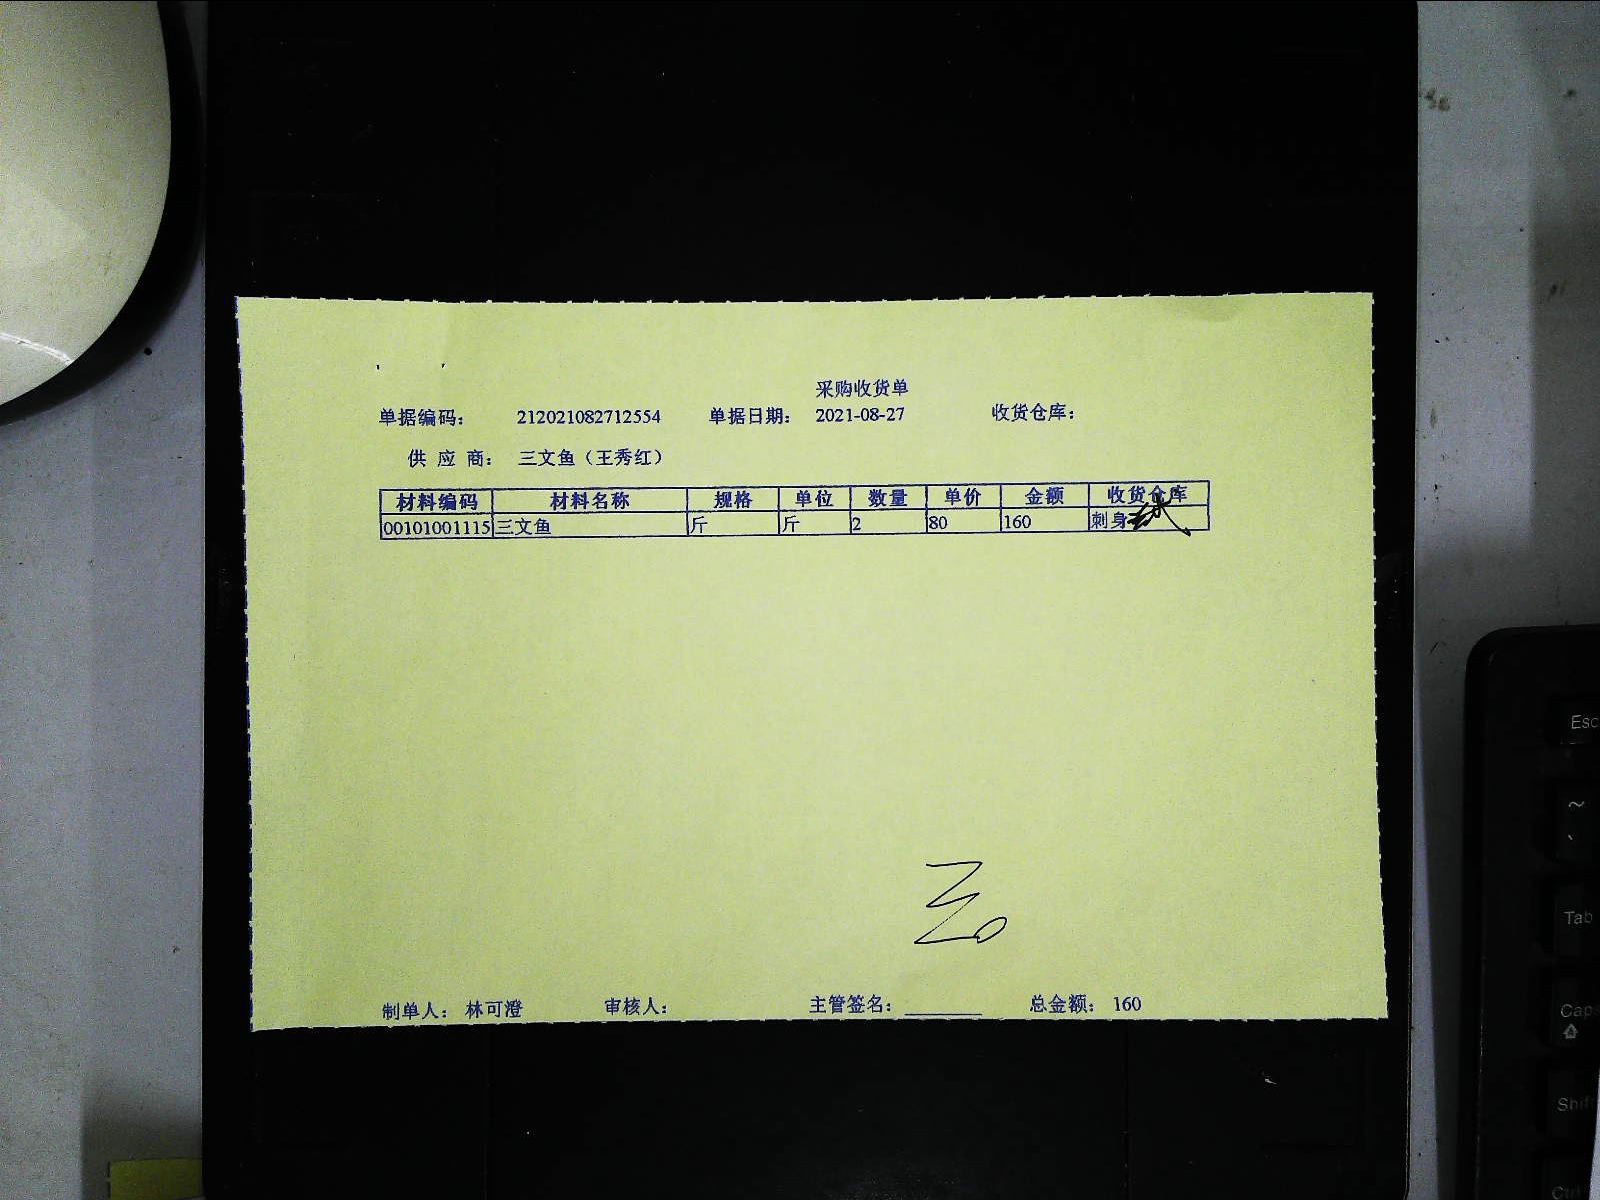 采购收货单
单据编码： 212021082712554 单据日期： 2021-08-27 收货仓库：
供 应 商： 三文鱼（王秀红）
材料编码 材料名称 规格 单位 数量 单价 金额 收货仓库
00101001115 三文鱼 斤 斤 2 80 160 刺身
制单人： 林可澄 审核人： 主管签名： 总金额： 160
Esc
~
`
Tab
Cap
Shif